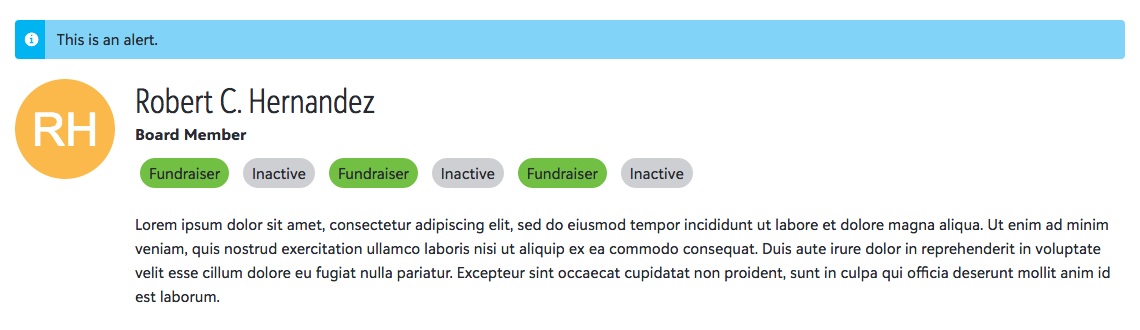 This is an alert.
RH
Robert C. Hernandez
Board Member
Fundraiser Inactive Fundraiser Inactive Fundraiser Inactive
Lorem ipsum dolor sit amet, consectetur adipiscing elit, sed do eiusmod tempor incididunt ut labore et dolore magna aliqua. Ut enim ad minim
veniam, quis nostrud exercitation ullamco laboris nisi ut aliquip ex ea commodo consequat. Duis aute irure dolor in reprehenderit in voluptate
velit esse cillum dolore eu fugiat nulla pariatur. Excepteur sint occaecat cupidatat non proident, sunt in culpa qui officia deserunt mollit anim id
est laborum.